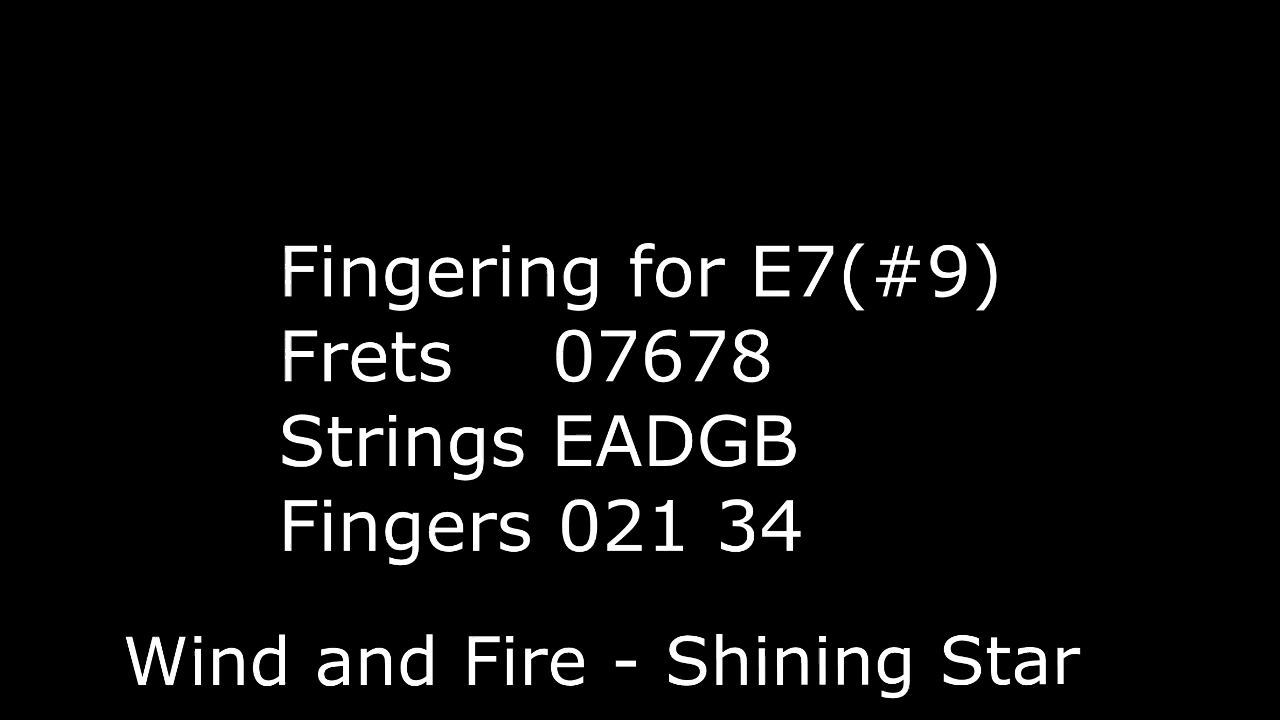 Fingering for E7(#9)
Frets 07678
Strings EADGB
Fingers 021 34
Wind and Fire - Shining Star